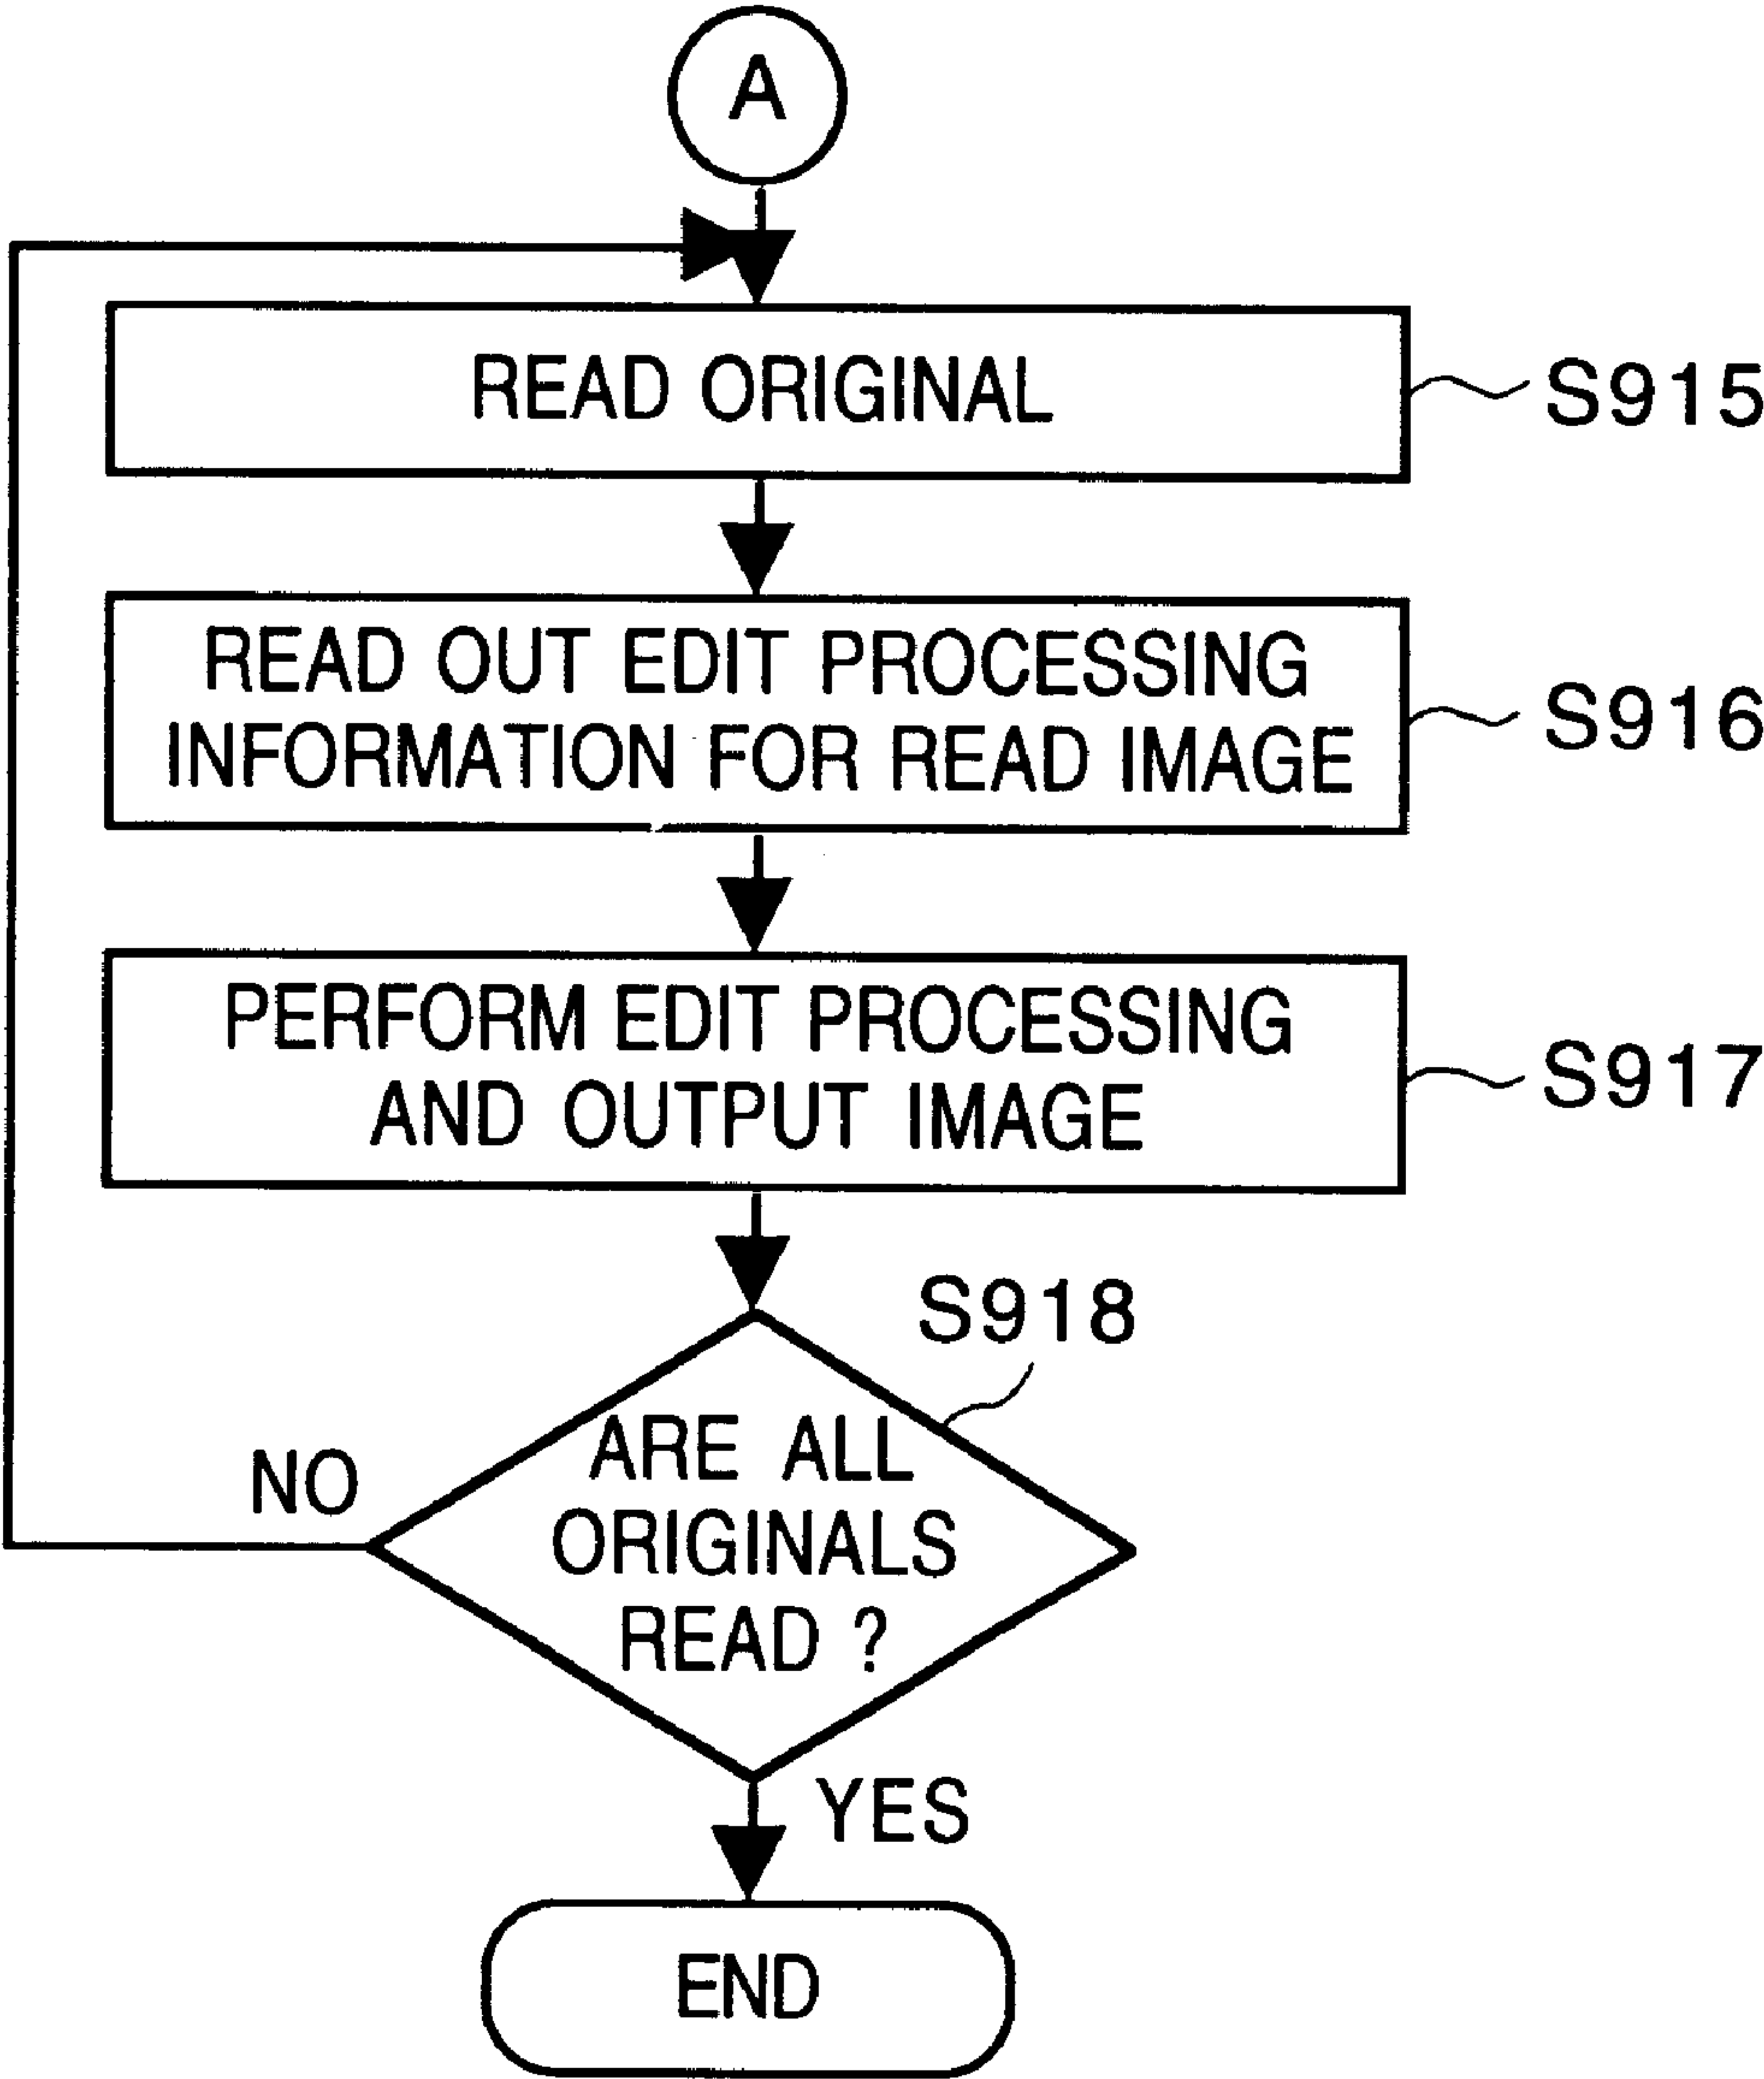 A
READ ORIGINAL
S915
READ OUT EDIT PROCESSING
INFORMATION FOR READ IMAGE
S916
PERFORM EDIT PROCESSING
AND OUTPUT IMAGE
S917
S918
ARE ALL
ORIGINALS
READ ?
NO
YES
END